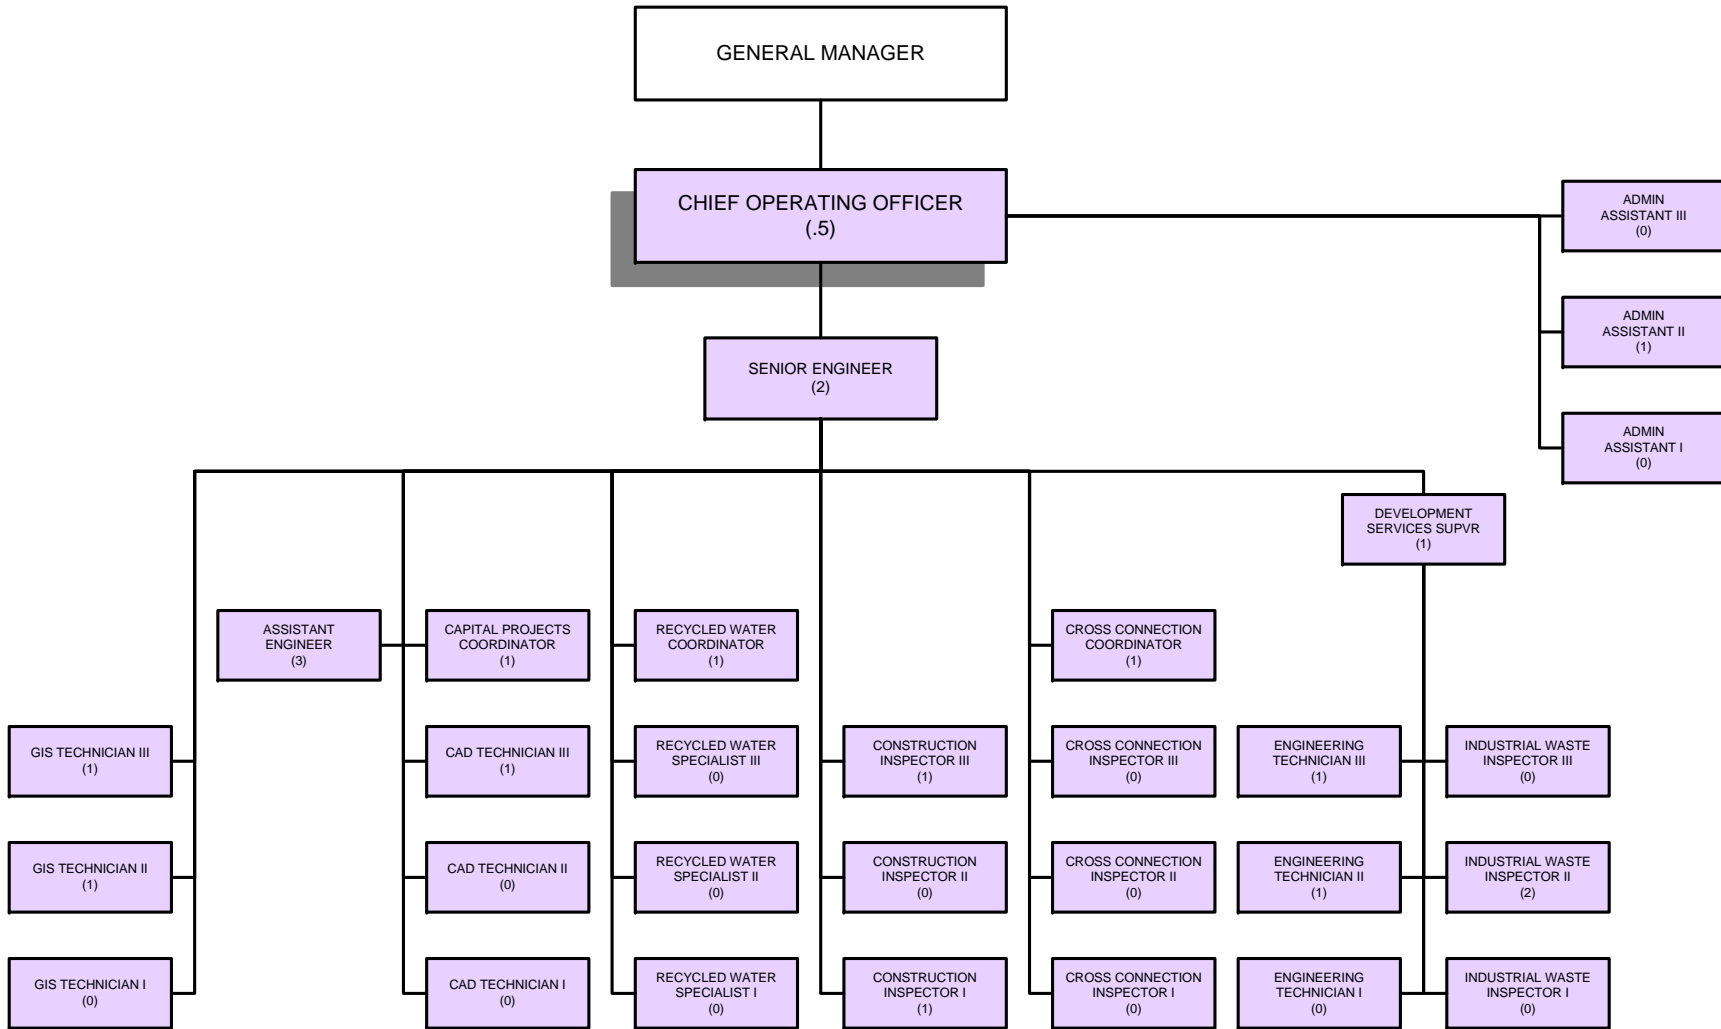 GENERAL MANAGER
CHIEF OPERATING OFFICER
(.5)
ADMIN
ASSISTANT III
(0)
ADMIN
ASSISTANT II
(1)
ADMIN
ASSISTANT I
(0)
SENIOR ENGINEER
(2)
DEVELOPMENT
SERVICES SUPVR
(1)
ASSISTANT
ENGINEER
(3)
CAPITAL PROJECTS
COORDINATOR
(1)
RECYCLED WATER
COORDINATOR
(1)
CROSS CONNECTION
COORDINATOR
(1)
GIS TECHNICIAN III
(1)
CAD TECHNICIAN III
(1)
RECYCLED WATER
SPECIALIST III
(0)
CONSTRUCTION
INSPECTOR III
(1)
CROSS CONNECTION
INSPECTOR III
(0)
ENGINEERING
TECHNICIAN III
(1)
INDUSTRIAL WASTE
INSPECTOR III
(0)
GIS TECHNICIAN II
(1)
CAD TECHNICIAN II
(0)
RECYCLED WATER
SPECIALIST II
(0)
CONSTRUCTION
INSPECTOR II
(0)
CROSS CONNECTION
INSPECTOR II
(0)
ENGINEERING
TECHNICIAN II
(1)
INDUSTRIAL WASTE
INSPECTOR II
(2)
GIS TECHNICIAN I
(0)
CAD TECHNICIAN I
(0)
RECYCLED WATER
SPECIALIST I
(0)
CONSTRUCTION
INSPECTOR I
(1)
CROSS CONNECTION
INSPECTOR I
(0)
ENGINEERING
TECHNICIAN I
(0)
INDUSTRIAL WASTE
INSPECTOR I
(0)